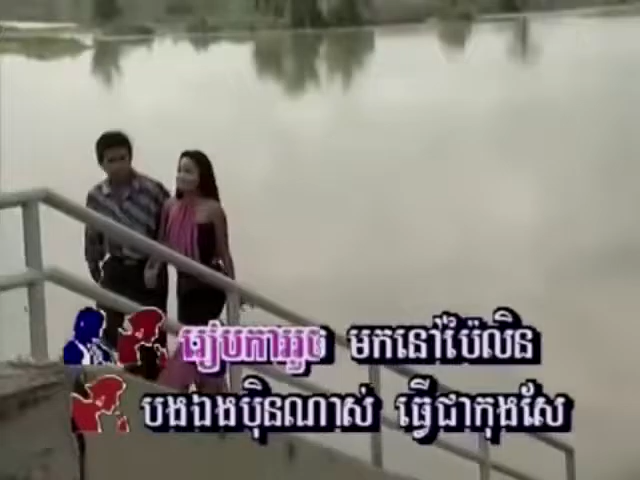 រៀបការរួច មកនៅប៉ៃលិន
បងឯងប៉ិនណាស់ ធ្វើជាកុងសែ